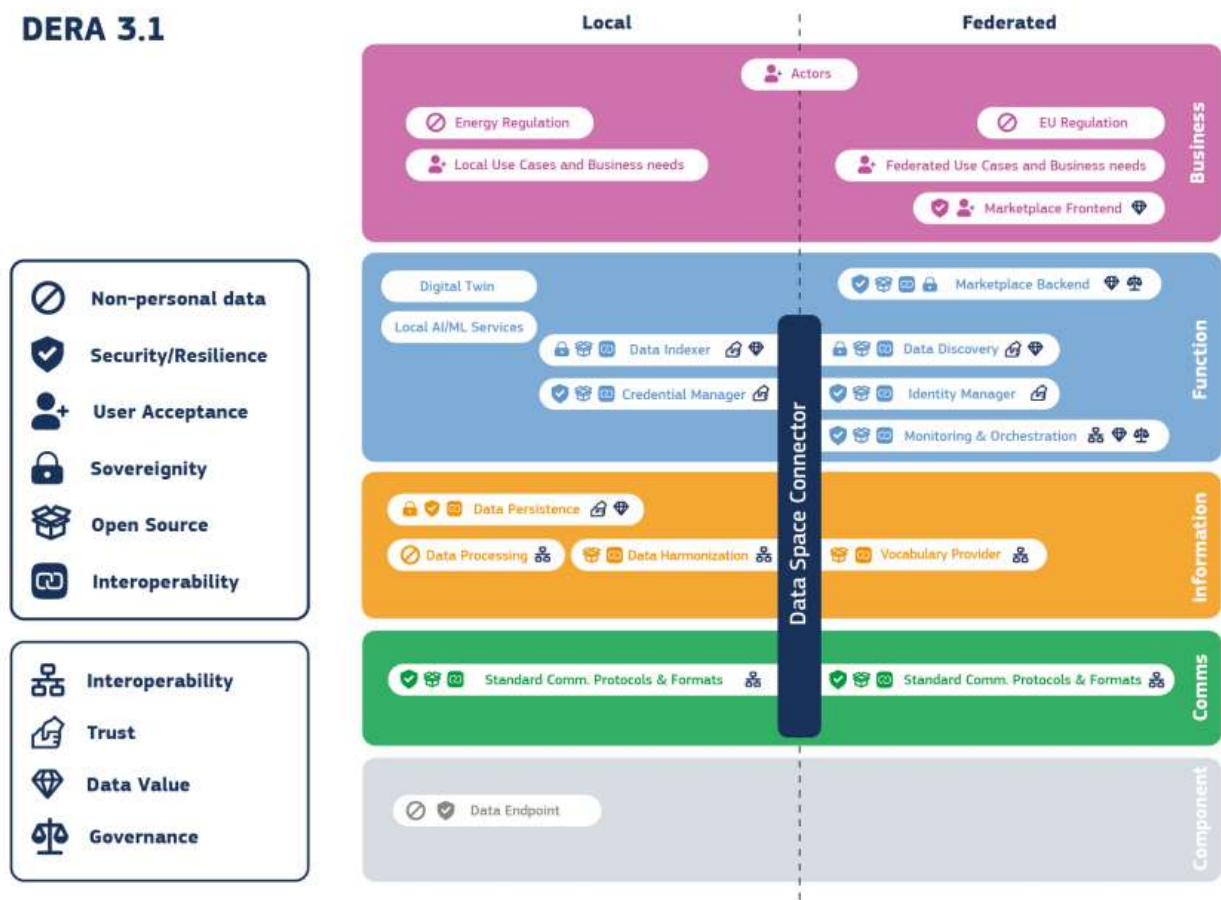 DERA 3.1
Local
Federated
Actors
Energy Regulation
EU Regulation
Local Use Cases and Business needs
Federated Use Cases and Business needs
Marketplace Frontend
Business
Non-personal data
Security/Resilience
User Acceptance
Sovereignity
Open Source
Interoperability
Interoperability
Trust
Data Value
Governance
Digital Twin
Marketplace Backend
Local AI/ML Services
Data Indexer
Data Discovery
Credential Manager
Identity Manager
Monitoring & Orchestration
Function
Data Space Connector
Data Persistence
Data Processing
Data Harmonization
Vocabulary Provider
Information
Standard Comm. Protocols & Formats
Standard Comm. Protocols & Formats
Comms
Data Endpoint
Component